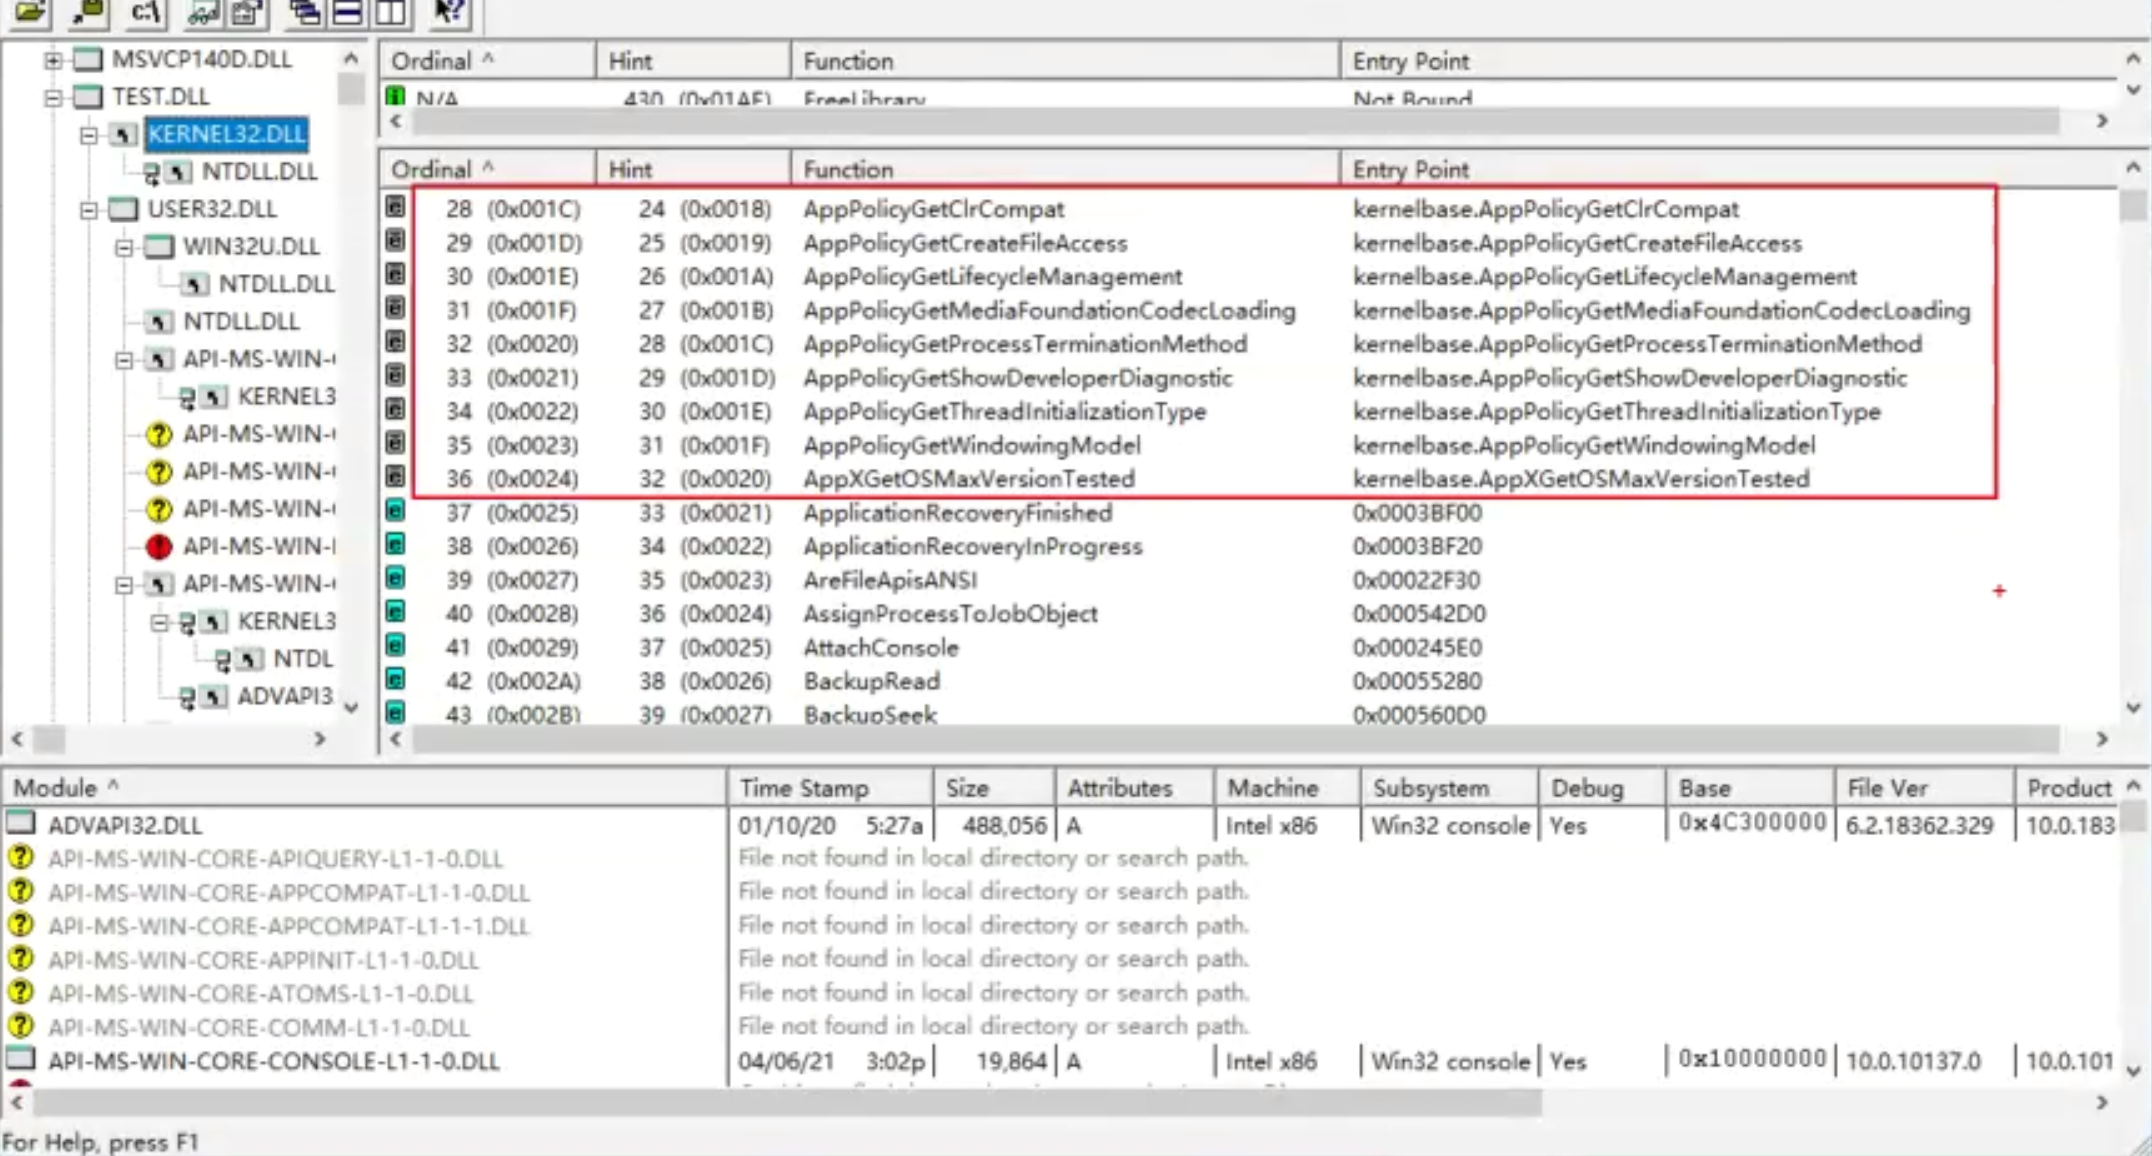 c:\
MSVCP140D.DLL
TEST.DLL
KERNEL32.DLL
NTDLL.DLL
USER32.DLL
WIN32U.DLL
NTDLL.DLL
NTDLL.DLL
API-MS-WIN-
KERNEL3
API-MS-WIN-
API-MS-WIN-
API-MS-WIN-
API-MS-WIN-
API-MS-WIN-
KERNEL3
NTDL
ADVAPI3
Ordinal ^ Hint Function Entry Point
N/A 430 (0x01AE) FreeLibrary Not Bound
Ordinal ^ Hint Function Entry Point
28 (0x001C) 24 (0x0018) AppPolicyGetClrCompat kernelbase.AppPolicyGetClrCompat
29 (0x001D) 25 (0x0019) AppPolicyGetCreateFileAccess kernelbase.AppPolicyGetCreateFileAccess
30 (0x001E) 26 (0x001A) AppPolicyGetLifecycleManagement kernelbase.AppPolicyGetLifecycleManagement
31 (0x001F) 27 (0x001B) AppPolicyGetMediaFoundationCodecLoading kernelbase.AppPolicyGetMediaFoundationCodecLoading
32 (0x0020) 28 (0x001C) AppPolicyGetProcessTerminationMethod kernelbase.AppPolicyGetProcessTerminationMethod
33 (0x0021) 29 (0x001D) AppPolicyGetShowDeveloperDiagnostic kernelbase.AppPolicyGetShowDeveloperDiagnostic
34 (0x0022) 30 (0x001E) AppPolicyGetThreadInitializationType kernelbase.AppPolicyGetThreadInitializationType
35 (0x0023) 31 (0x001F) AppPolicyGetWindowingModel kernelbase.AppPolicyGetWindowingModel
36 (0x0024) 32 (0x0020) AppXGetOSMaxVersionTested kernelbase.AppXGetOSMaxVersionTested
37 (0x0025) 33 (0x0021) ApplicationRecoveryFinished 0x0003BF00
38 (0x0026) 34 (0x0022) ApplicationRecoveryInProgress 0x0003BF20
39 (0x0027) 35 (0x0023) AreFileApisANSI 0x00022F30
40 (0x0028) 36 (0x0024) AssignProcessToJobObject 0x000542D0
41 (0x0029) 37 (0x0025) AttachConsole 0x000245E0
42 (0x002A) 38 (0x0026) BackupRead 0x00055280
43 (0x002B) 39 (0x0027) BackupSeek 0x000560D0
Module ^ Time Stamp Size Attributes Machine Subsystem Debug Base File Ver Product
ADVAPI32.DLL 01/10/20 5:27a 488,056 A Intel x86 Win32 console Yes 0x4C300000 6.2.18362.329 10.0.183
API-MS-WIN-CORE-APIQUERY-L1-1-0.DLL File not found in local directory or search path.
API-MS-WIN-CORE-APPCOMPAT-L1-1-0.DLL File not found in local directory or search path.
API-MS-WIN-CORE-APPCOMPAT-L1-1-1.DLL File not found in local directory or search path.
API-MS-WIN-CORE-APPINIT-L1-1-0.DLL File not found in local directory or search path.
API-MS-WIN-CORE-ATOMS-L1-1-0.DLL File not found in local directory or search path.
API-MS-WIN-CORE-COMM-L1-1-0.DLL File not found in local directory or search path.
API-MS-WIN-CORE-CONSOLE-L1-1-0.DLL 04/06/21 3:02p 19,864 A Intel x86 Win32 console Yes 0x10000000 10.0.10137.0 10.0.101
For Help, press F1